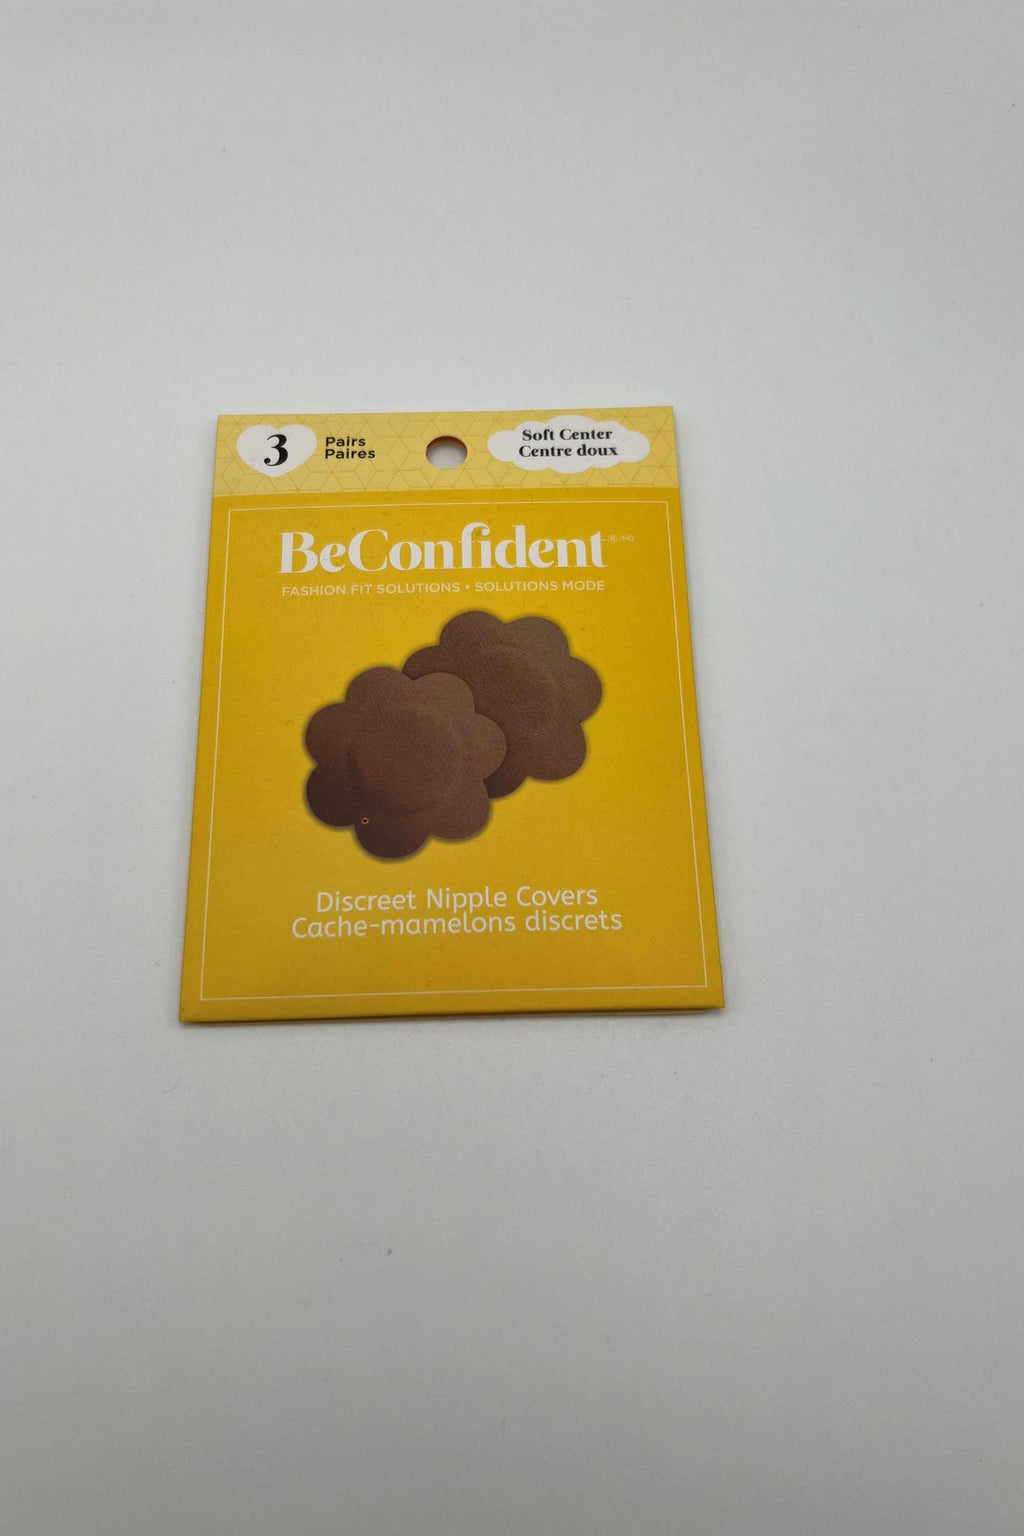 3
Pairs
Paires
Soft Center
Centre doux
BeConfident®/MD
FASHION FIT SOLUTIONS • SOLUTIONS MODE
Discreet Nipple Covers
Cache-mamelons discrets